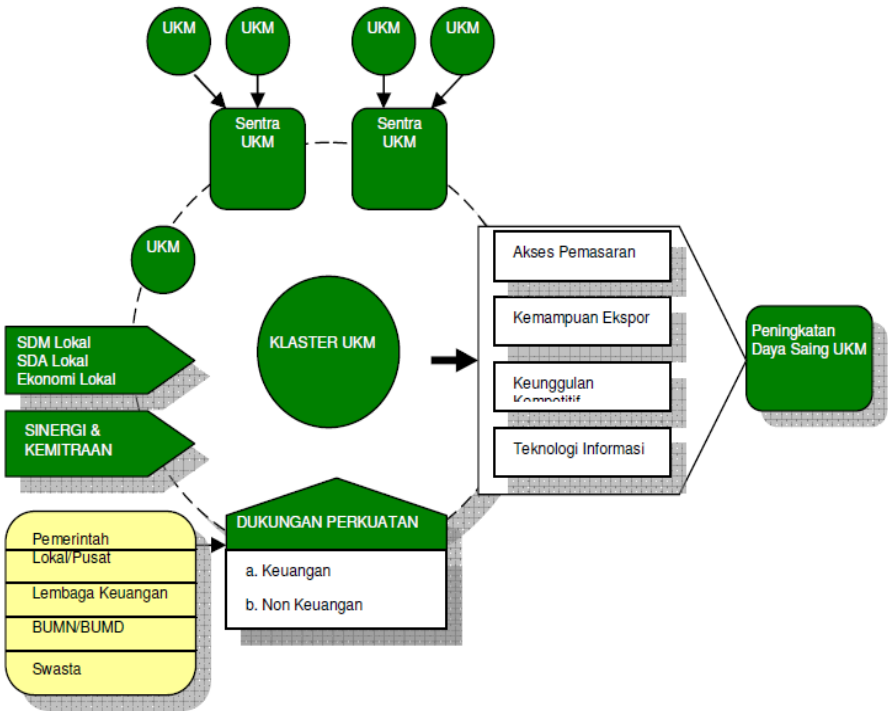 UKM
UKM
UKM
UKM
Sentra
UKM
Sentra
UKM
UKM
Akses Pemasaran
Kemampuan Ekspor
Keunggulan
Kompetitif
Teknologi Informasi
Peningkatan
Daya Saing UKM
KLASTER UKM
SDM Lokal
SDA Lokal
Ekonomi Lokal
SINERGI &
KEMITRAAN
DUKUNGAN PERKUATAN
a. Keuangan
b. Non Keuangan
Pemerintah
Lokal/Pusat
Lembaga Keuangan
BUMN/BUMD
Swasta